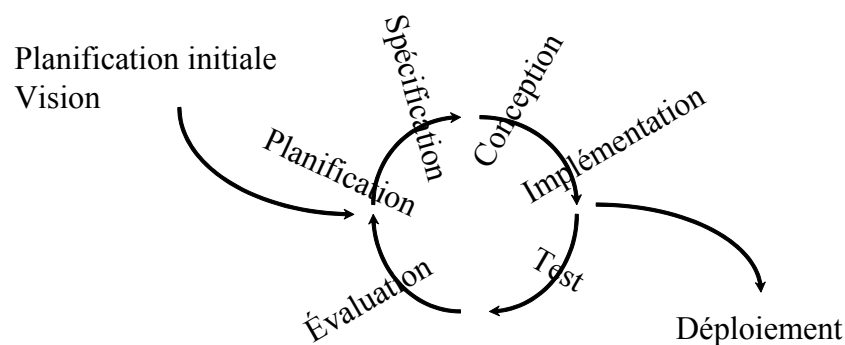 Planification initiale
Vision
Planification
Spécification
Conception
Implémentation
Test
Évaluation
Déploiement